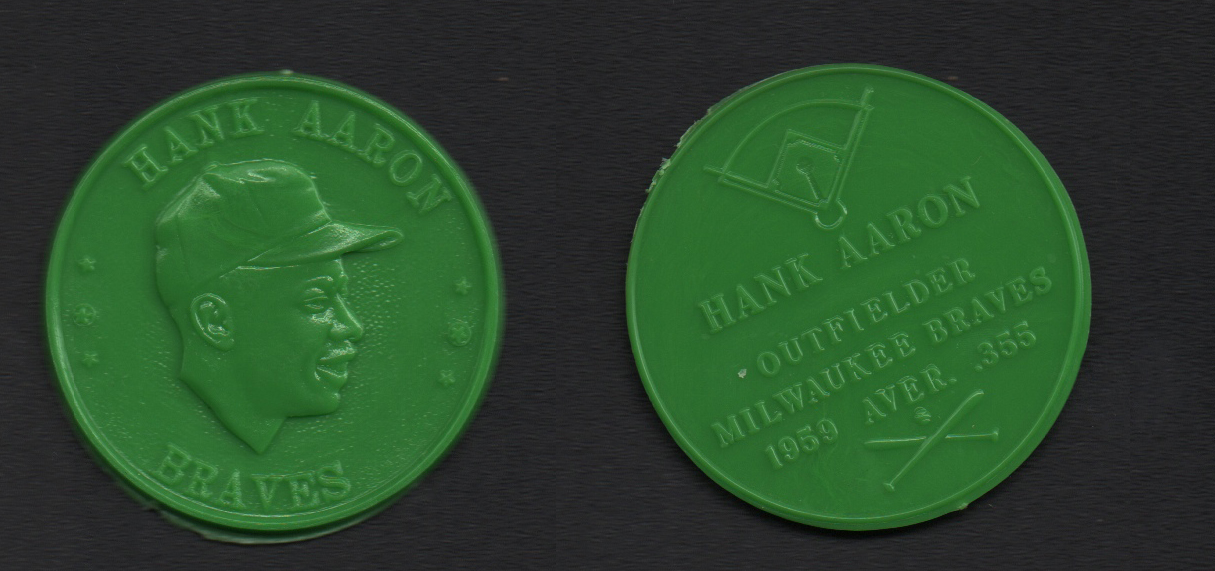 HANK AARON
BRAVES
HANK AARON
OUTFIELDER
MILWAUKEE BRAVES
1959 AVER. .355